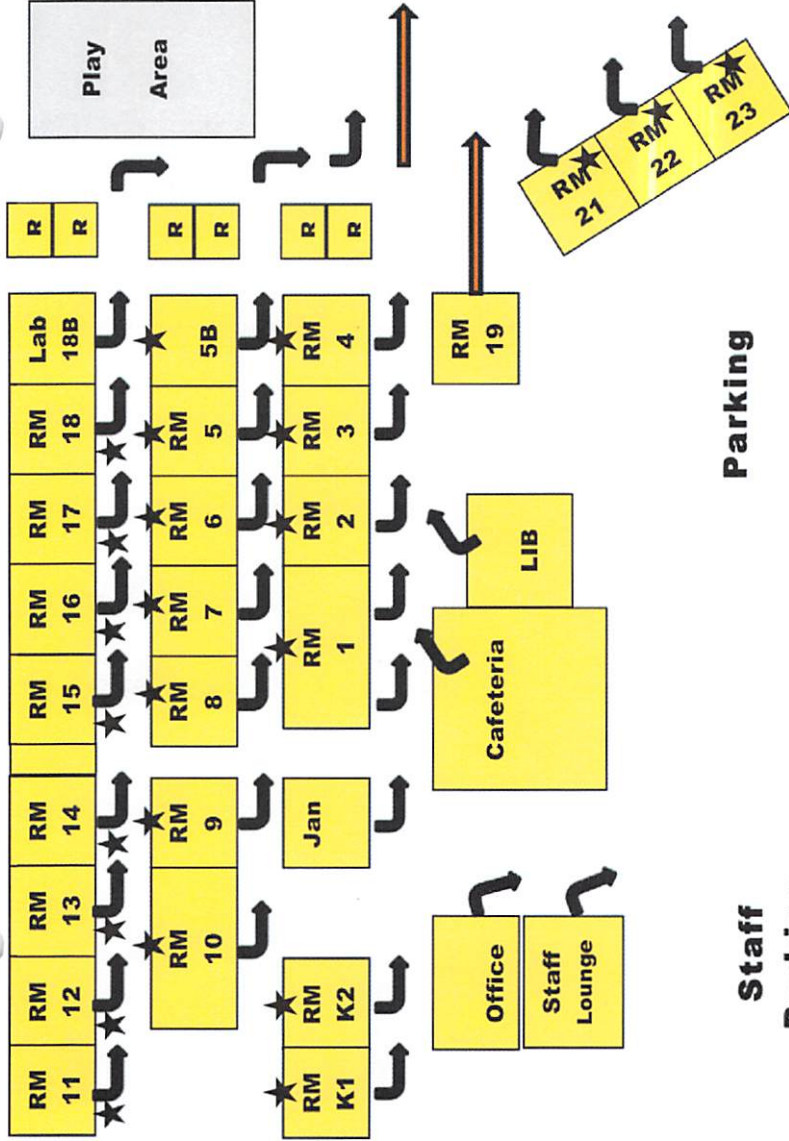 RM
11
RM
12
RM
13
RM
14
RM
15
RM
16
RM
17
RM
18
Lab
18B
R
R
Play
Area
RM
10
RM
9
RM
8
RM
7
RM
6
RM
5
5B
R
R
RM
K1
RM
K2
Jan
RM
1
RM
2
RM
3
RM
4
R
R
Office
Staff
Lounge
Cafeteria
LIB
RM
19
RM
21
RM
22
RM
23
Staff
Parking